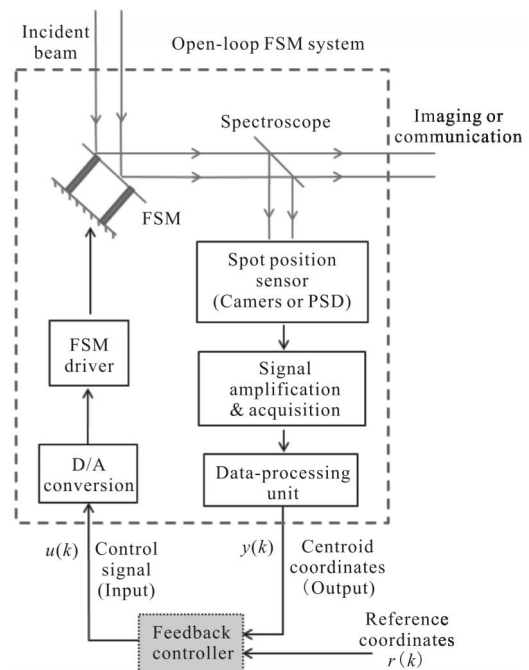 Incident
beam
Open-loop FSM system
Imaging or
communication
Spectroscope
FSM
Spot position
sensor
(Camers or PSD)
FSM
driver
Signal
amplification
& acquisition
D/A
conversion
Data-processing
unit
u(k)
Control
signal
(Input)
y(k)
Centroid
coordinates
(Output)
Feedback
controller
Reference
coordinates
r(k)